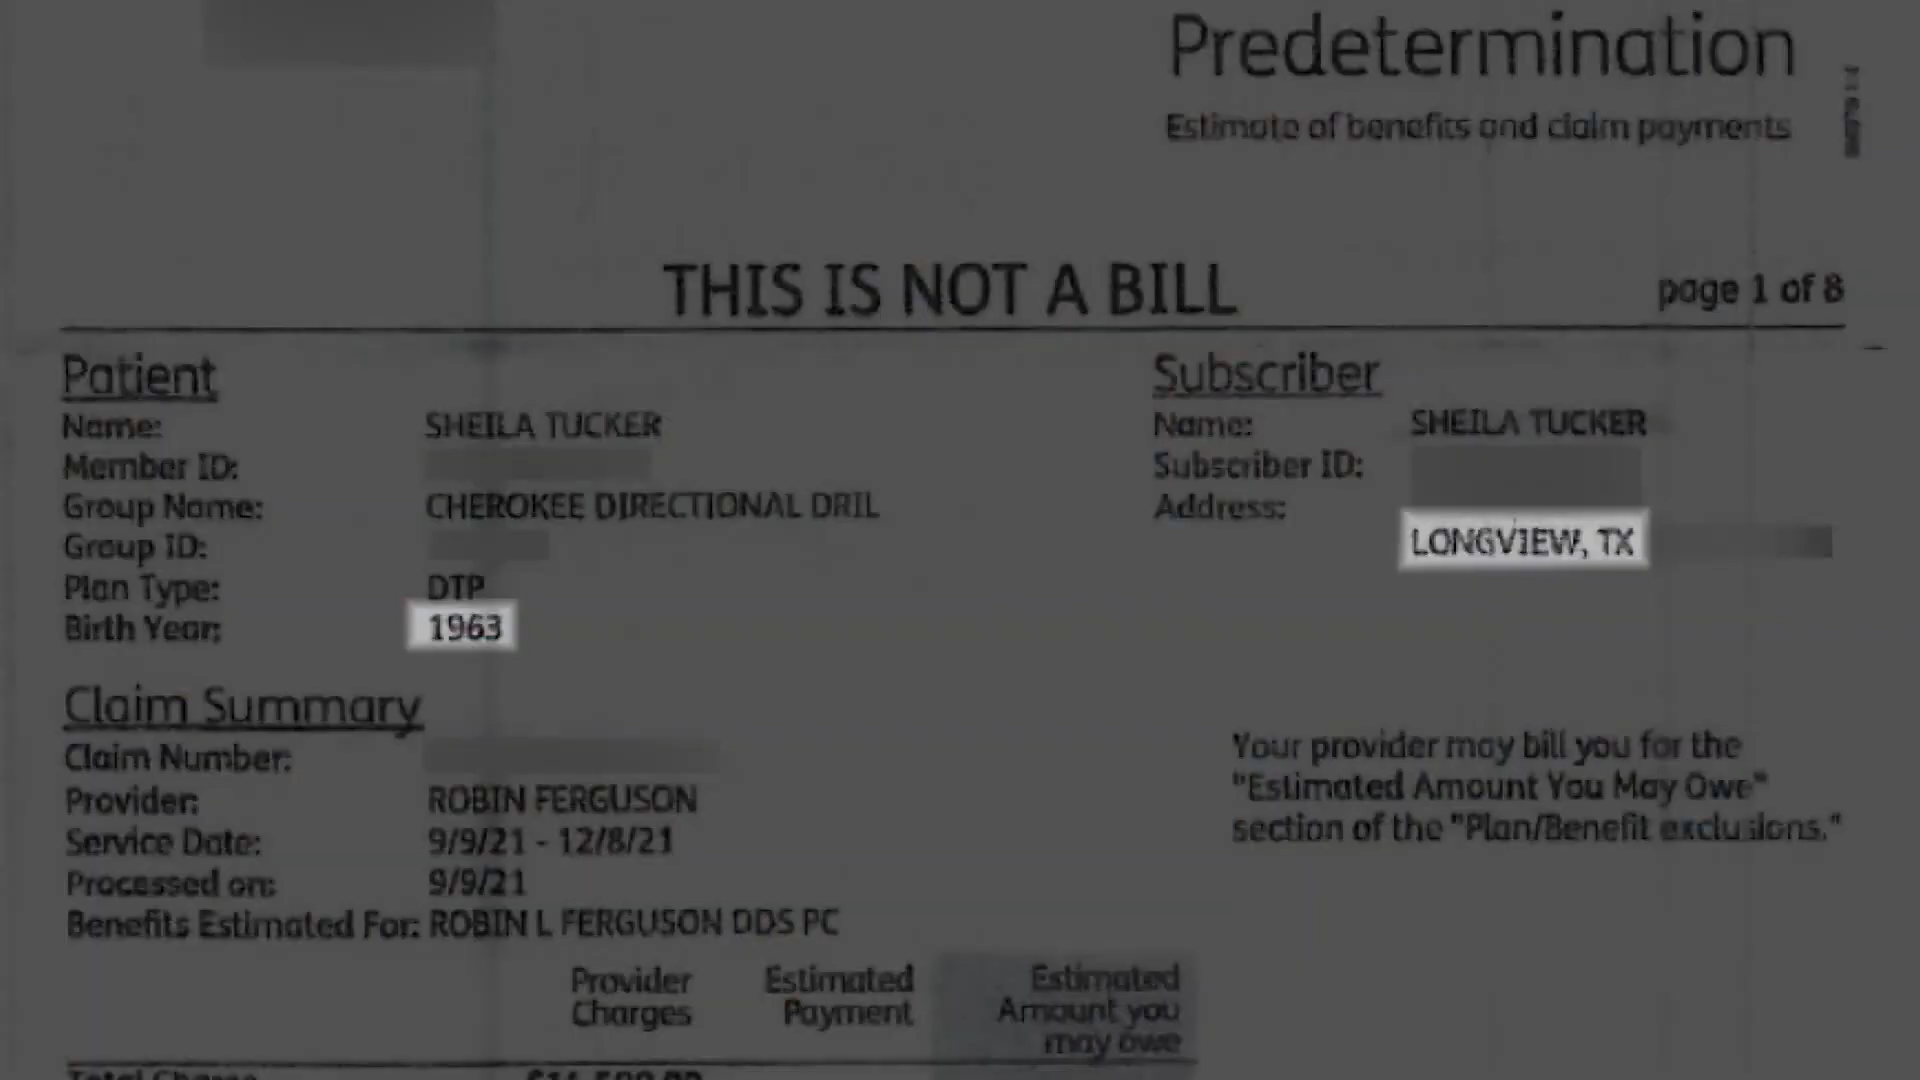 Predetermination
Estimate of benefits and claim payments
THIS IS NOT A BILL
page 1 of 8
Patient
Name: SHEILA TUCKER
Member ID:
Group Name: CHEROKEE DIRECTIONAL DRIL
Group ID:
Plan Type: DTP
Birth Year: 1963
Subscriber
Name: SHEILA TUCKER
Subscriber ID:
Address:
LONGVIEW, TX
Claim Summary
Claim Number:
Provider: ROBIN FERGUSON
Service Date: 9/9/21 - 12/8/21
Processed on: 9/9/21
Benefits Estimated For: ROBIN L FERGUSON DDS PC
Your provider may bill you for the
"Estimated Amount You May Owe"
section of the "Plan/Benefit exclusions."
Provider Charges
Estimated Payment
Estimated Amount you may owe